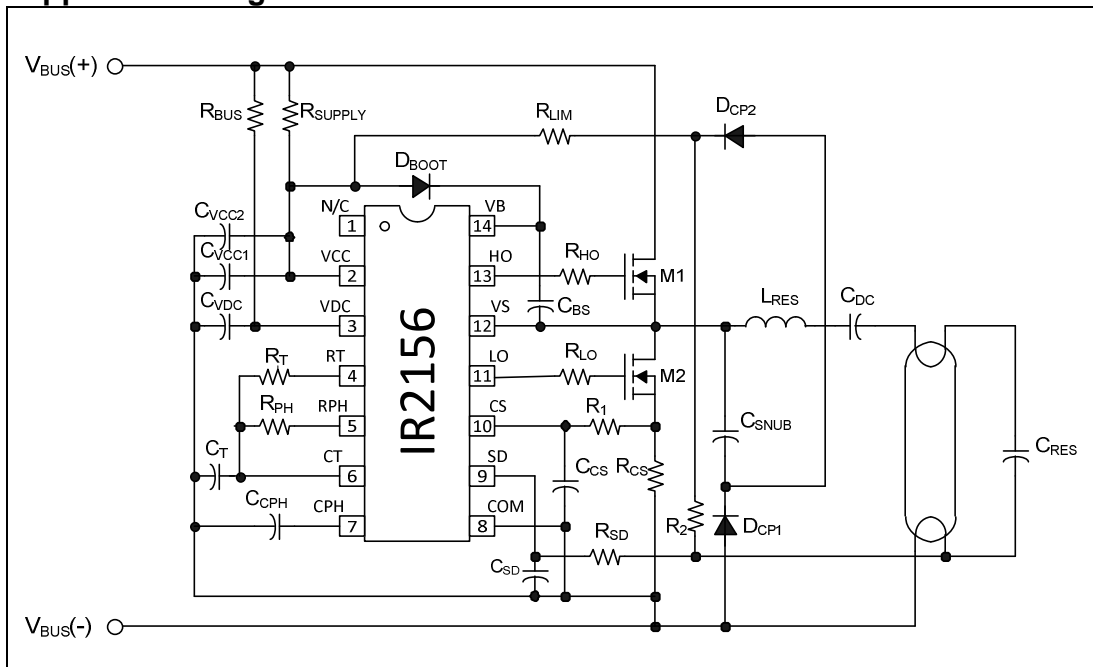 VBUS(+)
RBUS
RSUPPLY
RLIM
DCP2
DBOOT
CVCC2
N/C
1
VB
14
CVCC1
VCC
2
HO
13
RHO
M1
CVDC
VDC
3
VS
12
CBS
LRES
CDC
RT
RT
4
LO
11
RLO
M2
RPH
RPH
5
CS
10
R1
CSNUB
CT
CT
6
SD
9
CCS
RCS
CRES
CCPH
CPH
7
COM
8
R2
DCP1
RSD
CSD
IR2156
VBUS(-)